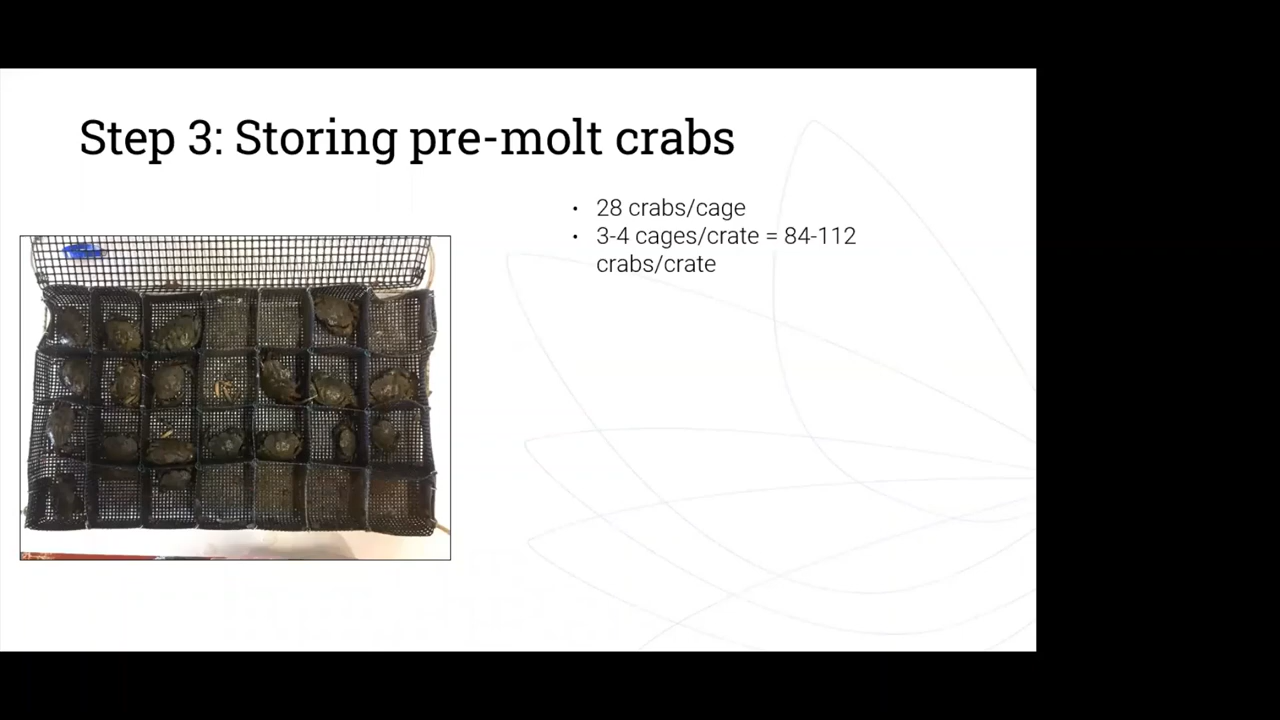 Step 3: Storing pre-molt crabs
• 28 crabs/cage
• 3-4 cages/crate = 84-112
crabs/crate